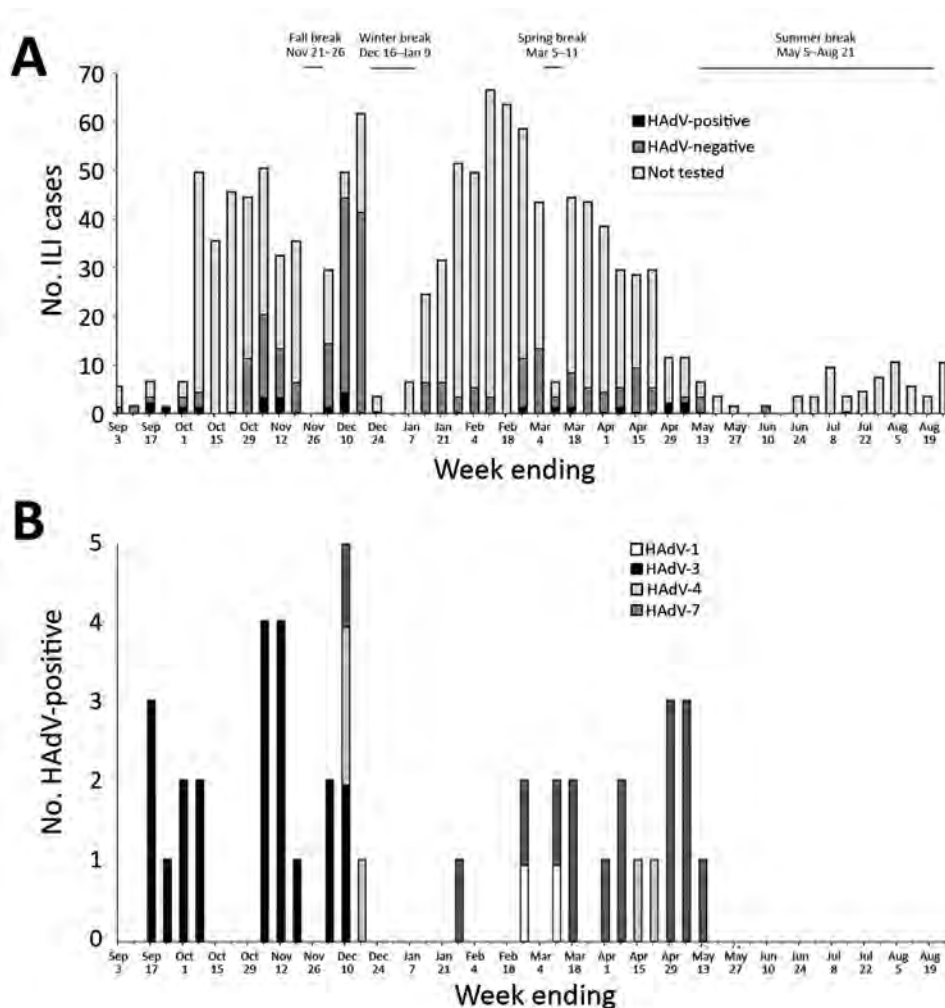 A
Fall break
Nov 21–26
Winter break
Dec 16–Jan 9
Spring break
Mar 5–11
Summer break
May 5–Aug 21
70
60
50
40
30
20
10
0
No. ILI cases
HAdV-positive
HAdV-negative
Not tested
Sep Sep Oct Oct Oct Nov Nov Dec Dec Jan Jan Feb Feb Mar Mar Apr Apr Apr May May Jun Jun Jul Jul Aug Aug
3 17 1 15 29 12 26 10 24 7 21 4 18 4 18 1 15 29 13 27 10 24 8 22 5 19
Week ending
B
5
4
3
2
1
0
No. HAdV-positive
HAdV-1
HAdV-3
HAdV-4
HAdV-7
Sep Sep Oct Oct Oct Nov Nov Dec Dec Jan Jan Feb Feb Mar Mar Apr Apr Apr May May Jun Jun Jul Jul Aug Aug
3 17 1 15 29 12 26 10 24 7 21 4 18 4 18 1 15 29 13 27 10 24 8 22 5 19
Week ending